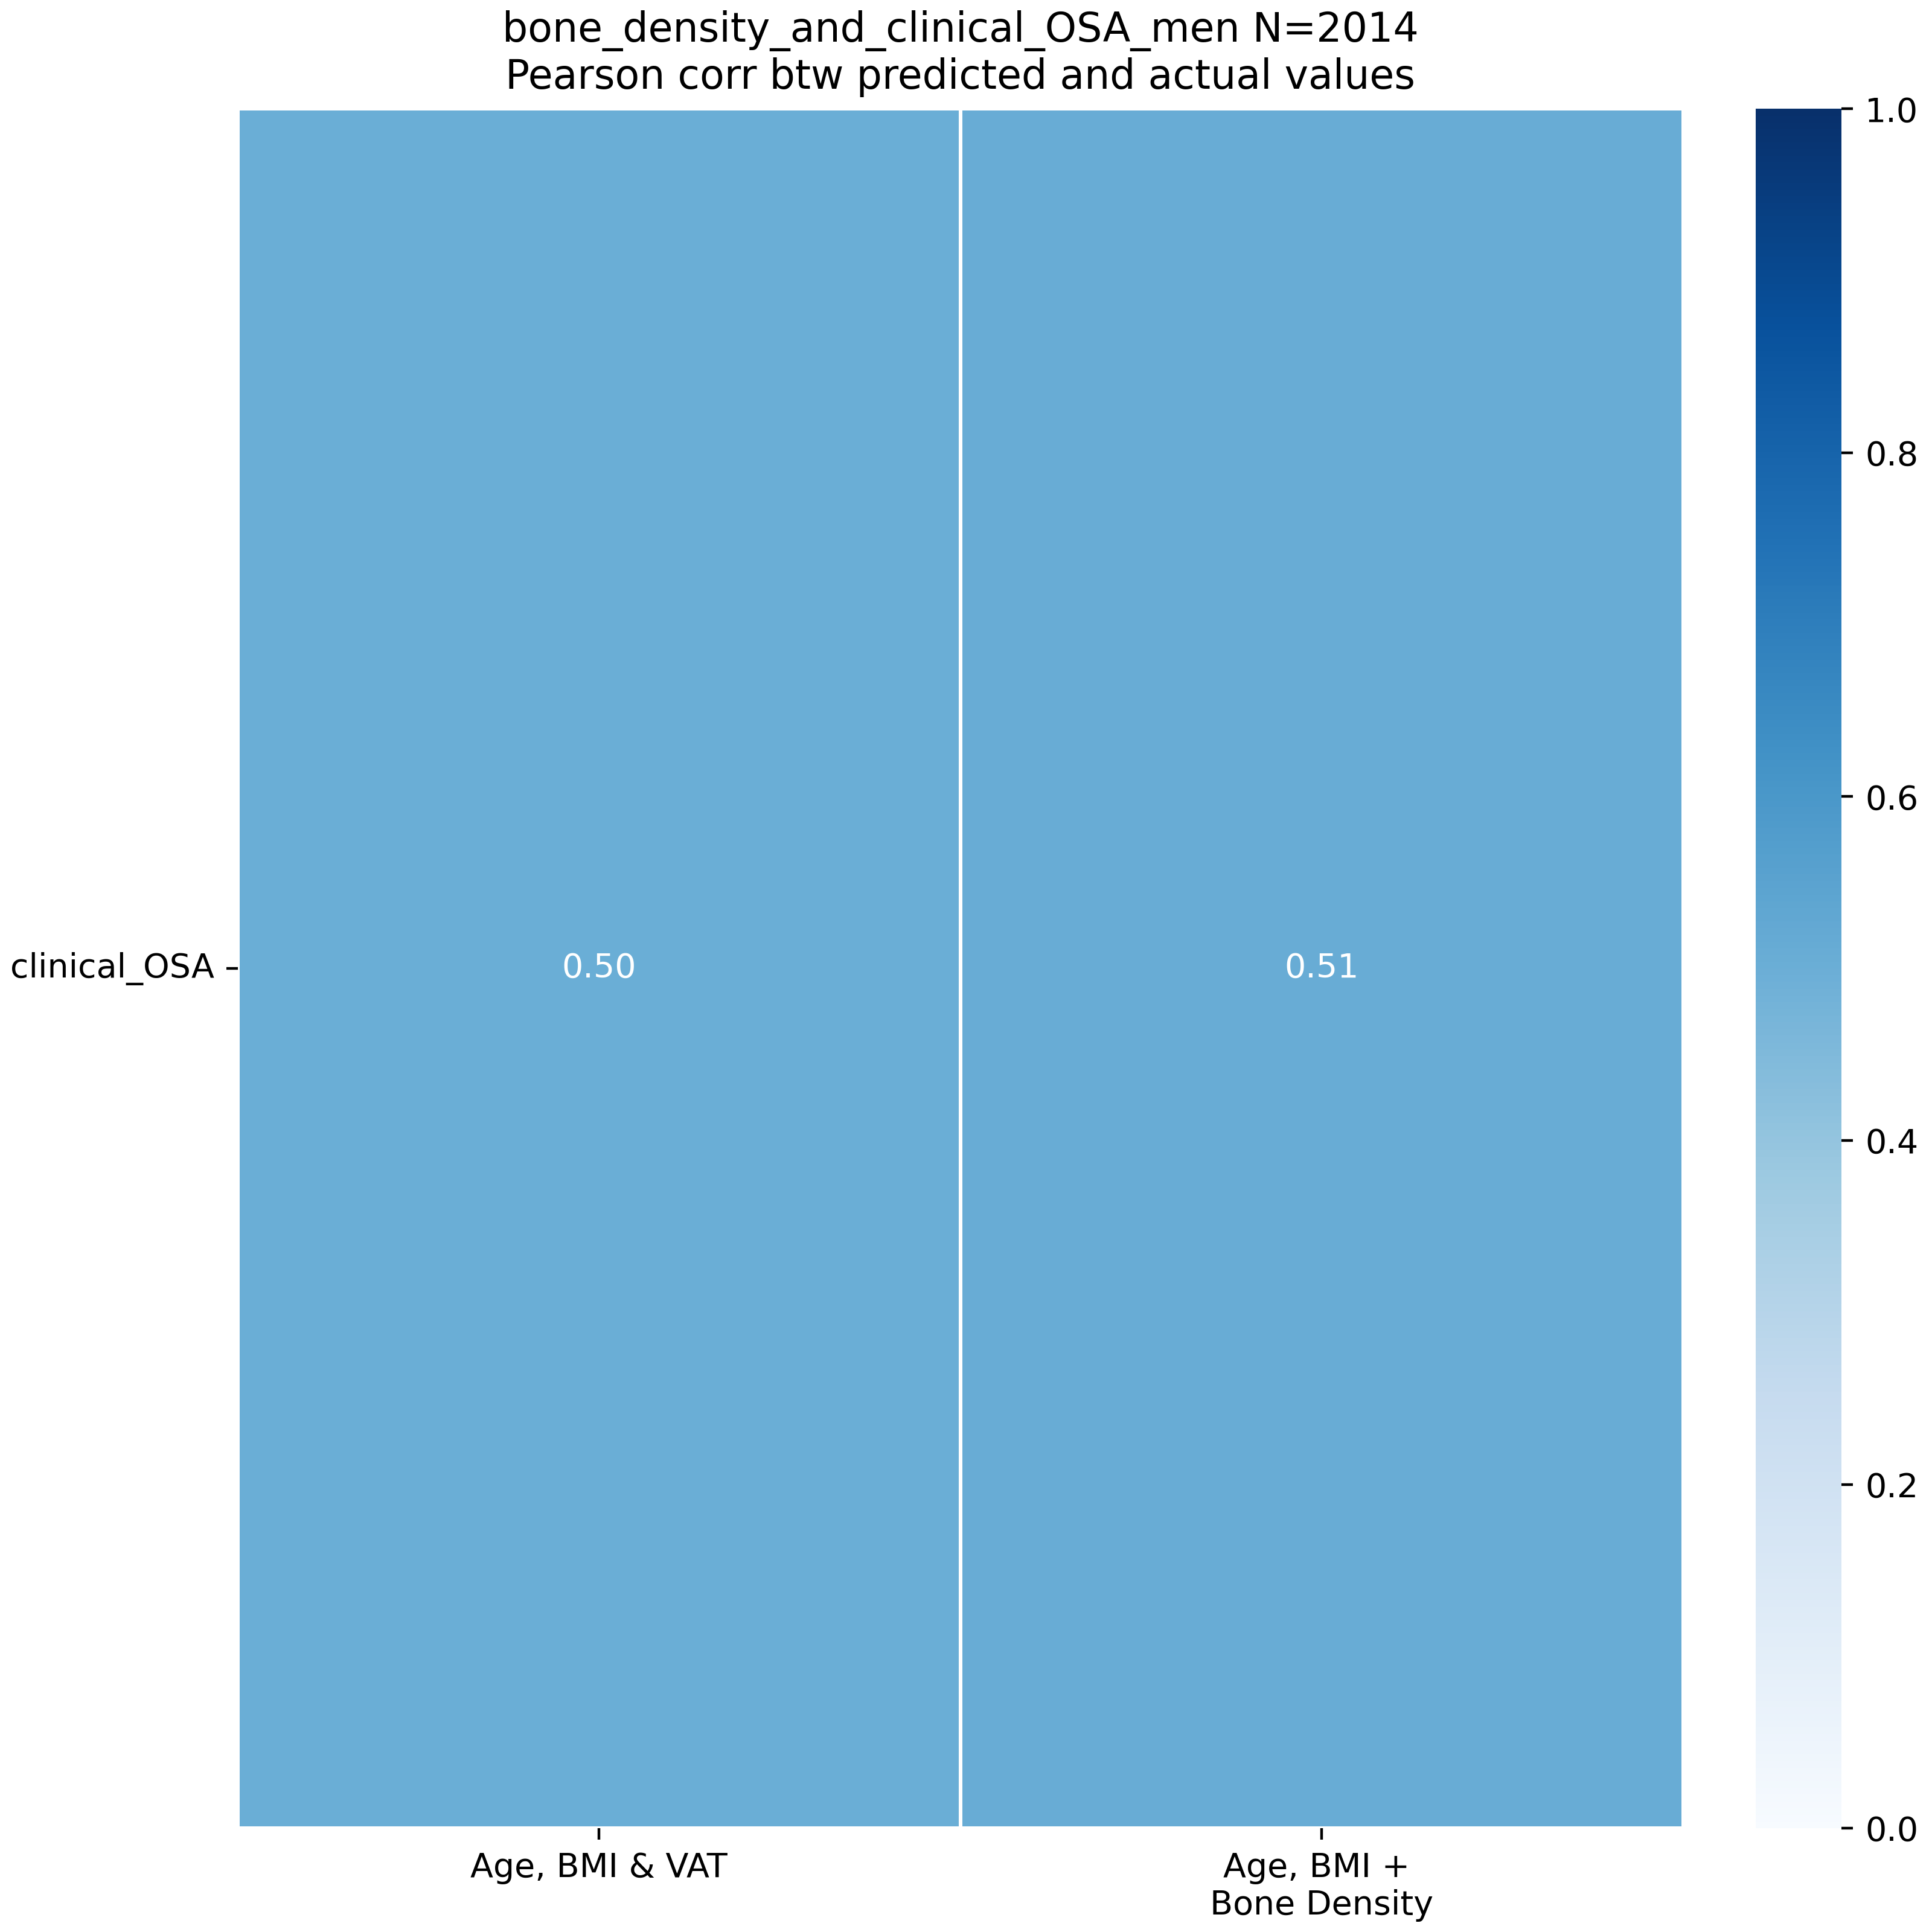 bone_density_and_clinical_OSA_men N=2014
Pearson corr btw predicted and actual values
1.0
0.8
0.6
0.4
0.2
0.0
clinical_OSA
0.50
0.51
Age, BMI & VAT
Age, BMI +
Bone Density